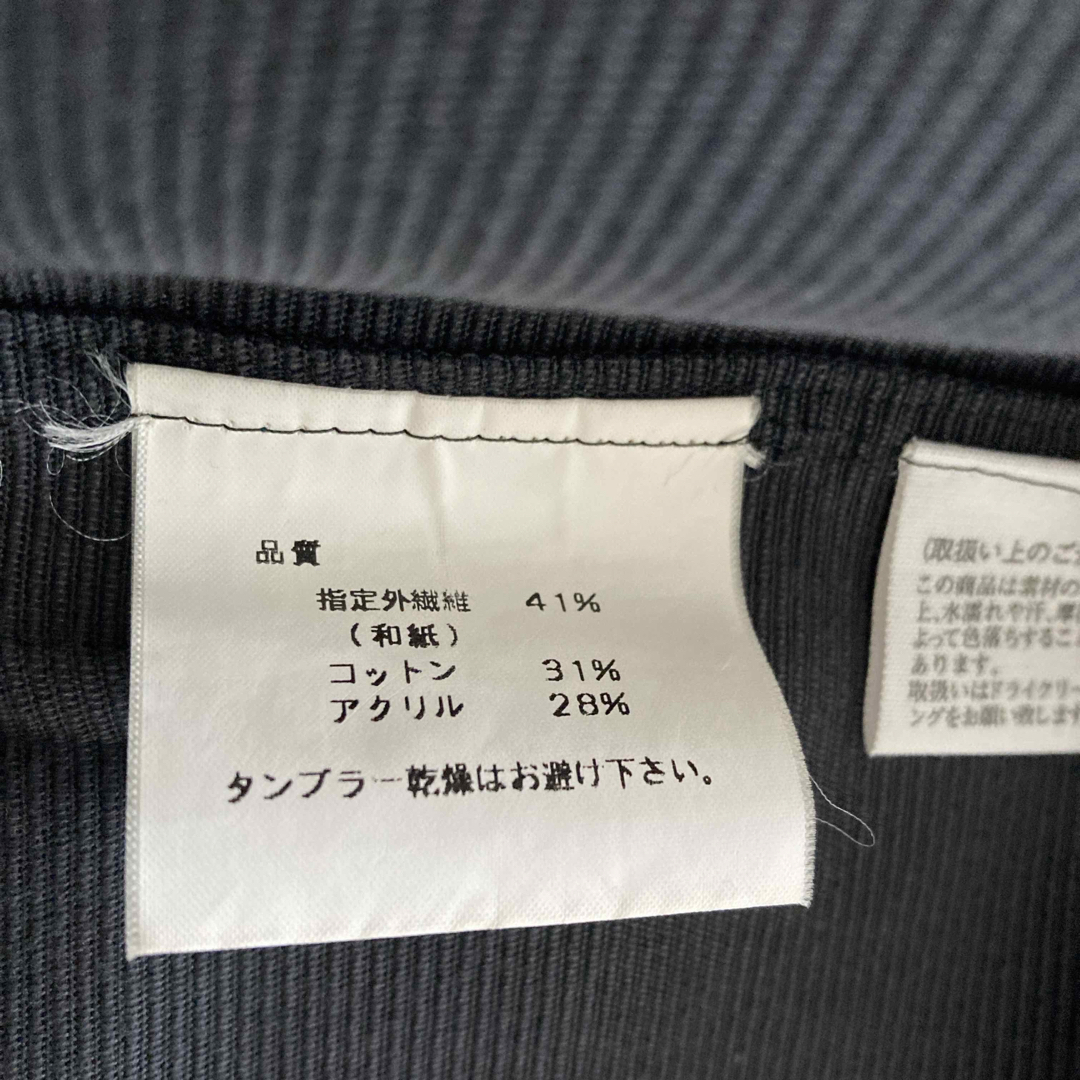 品質
指定外繊維 41%
(和紙)
コットン 31%
アクリル 28%
タンブラー乾燥はお避け下さい。
(取扱い上のご
この商品は素材の
上、水濡れや汗、摩
よって色落ちするこ
あります。
取扱いはドライクリー
ングをお願い致します